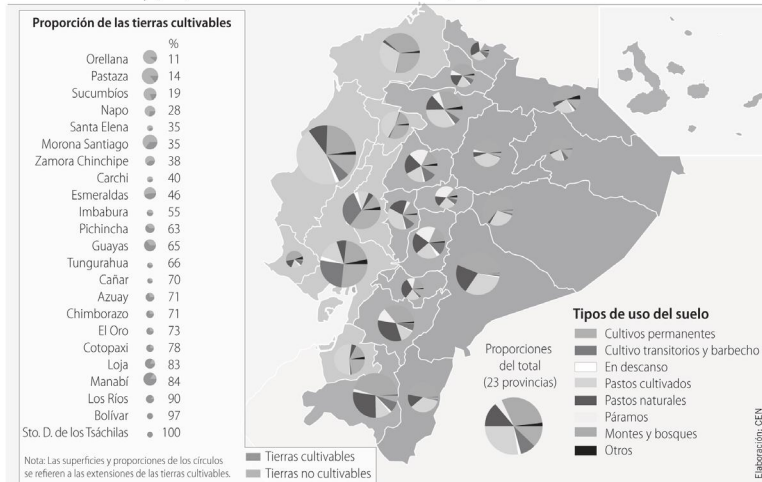 Proporción de las tierras cultivables
%
Orellana 11
Pastaza 14
Sucumbíos 19
Napo 28
Santa Elena 35
Morona Santiago 35
Zamora Chinchipe 38
Carchi 40
Esmeraldas 46
Imbabura 55
Pichincha 63
Guayas 65
Tungurahua 66
Cañar 70
Azuay 71
Chimborazo 71
El Oro 73
Cotopaxi 78
Loja 83
Manabí 84
Los Ríos 90
Bolívar 97
Sto. D. de los Tsáchilas 100
Nota: Las superficies y proporciones de los círculos
se refieren a las extensiones de las tierras cultivables.
Tierras cultivables
Tierras no cultivables
Proporciones
del total
(23 provincias)
Tipos de uso del suelo
Cultivos permanentes
Cultivo transitorios y barbecho
En descanso
Pastos cultivados
Pastos naturales
Páramos
Montes y bosques
Otros
Elaboración: CEN